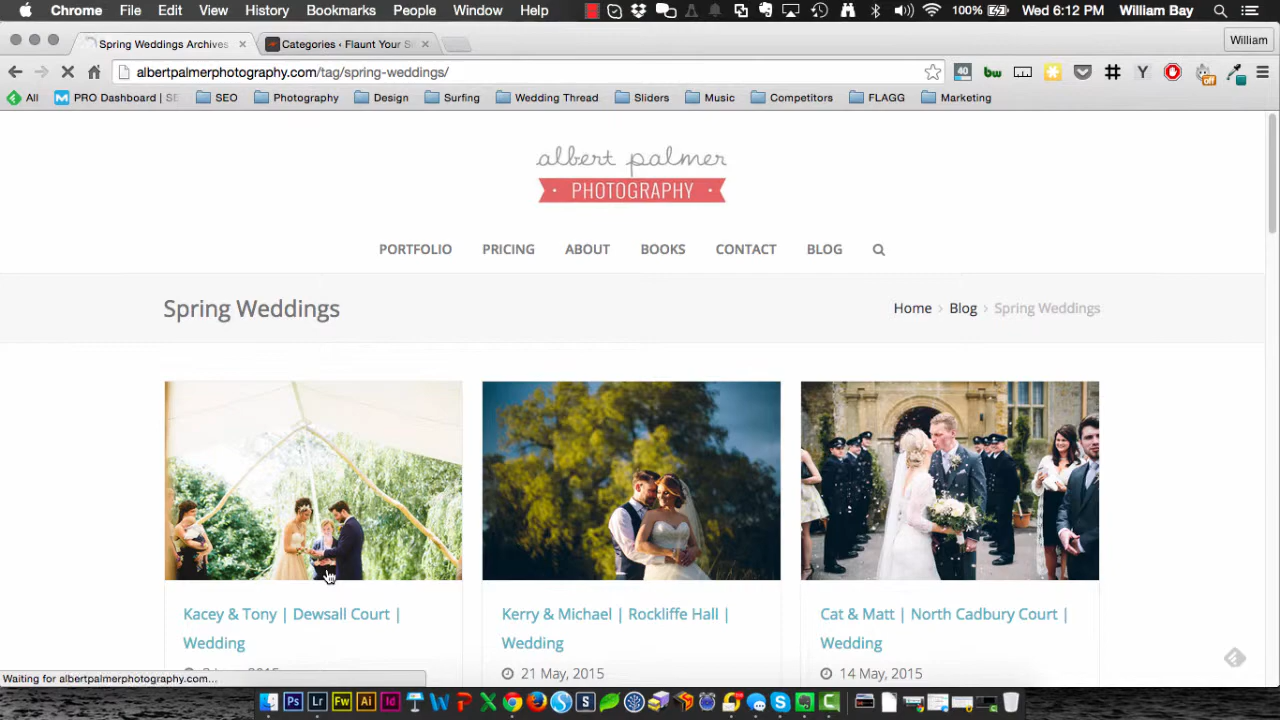 Chrome File Edit View History Bookmarks People Window Help 100% Wed 6:12 PM William Bay
Spring Weddings Archives Categories ‹ Flaunt Your S William
albertpalmerphotography.com/tag/spring-weddings/
All PRO Dashboard | SE SEO Photography Design Surfing Wedding Thread Sliders Music Competitors FLAGG Marketing
albert palmer
PHOTOGRAPHY
PORTFOLIO PRICING ABOUT BOOKS CONTACT BLOG
Spring Weddings Home › Blog › Spring Weddings
Kacey & Tony | Dewsall Court | Wedding
Kerry & Michael | Rockliffe Hall | Wedding
21 May, 2015
Cat & Matt | North Cadbury Court | Wedding
14 May, 2015
Waiting for albertpalmerphotography.com...